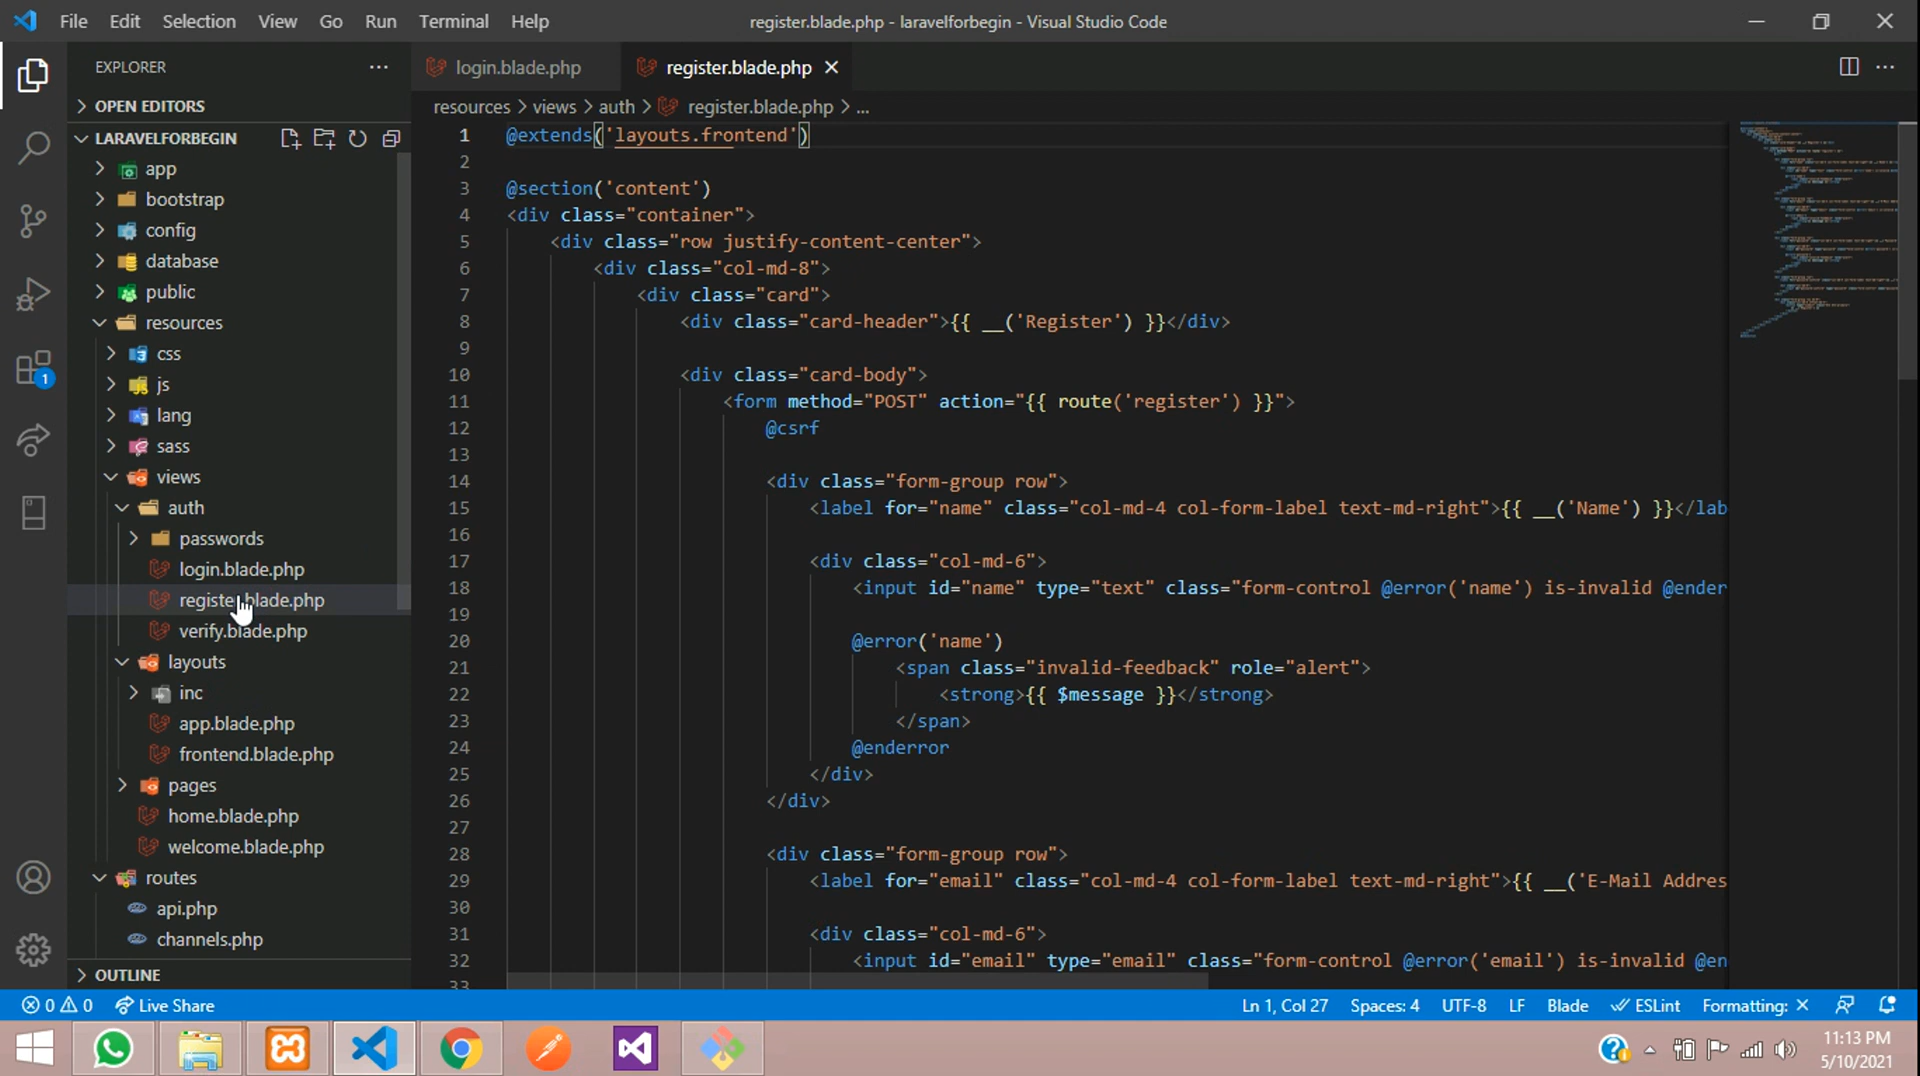 File Edit Selection View Go Run Terminal Help register.blade.php - laravelforbegin - Visual Studio Code
EXPLORER
login.blade.php register.blade.php
OPEN EDITORS
resources > views > auth > register.blade.php > ...
LARAVELFORBEGIN
app
bootstrap
config
database
public
resources
css
js
lang
sass
views
auth
passwords
login.blade.php
register.blade.php
verify.blade.php
layouts
inc
app.blade.php
frontend.blade.php
pages
home.blade.php
welcome.blade.php
routes
api.php
channels.php
OUTLINE
1 @extends('layouts.frontend')
2
3 @section('content')
4 <div class="container">
5 <div class="row justify-content-center">
6 <div class="col-md-8">
7 <div class="card">
8 <div class="card-header">{{ __('Register') }}</div>
9
10 <div class="card-body">
11 <form method="POST" action="{{ route('register') }}">
12 @csrf
13
14 <div class="form-group row">
15 <label for="name" class="col-md-4 col-form-label text-md-right">{{ __('Name') }}</lab
16
17 <div class="col-md-6">
18 <input id="name" type="text" class="form-control @error('name') is-invalid @ender
19
20 @error('name')
21 <span class="invalid-feedback" role="alert">
22 <strong>{{ $message }}</strong>
23 </span>
24 @enderror
25 </div>
26 </div>
27
28 <div class="form-group row">
29 <label for="email" class="col-md-4 col-form-label text-md-right">{{ __('E-Mail Addres
30
31 <div class="col-md-6">
32 <input id="email" type="email" class="form-control @error('email') is-invalid @en
33
1
0 0 Live Share Ln 1, Col 27 Spaces: 4 UTF-8 LF Blade ESLint Formatting: ✕
11:13 PM
5/10/2021